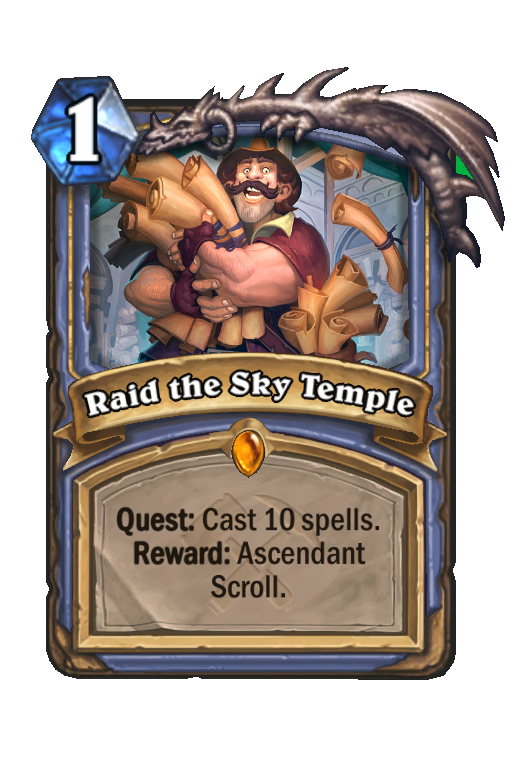 1
Raid the Sky Temple
Quest: Cast 10 spells.
Reward: Ascendant
Scroll.